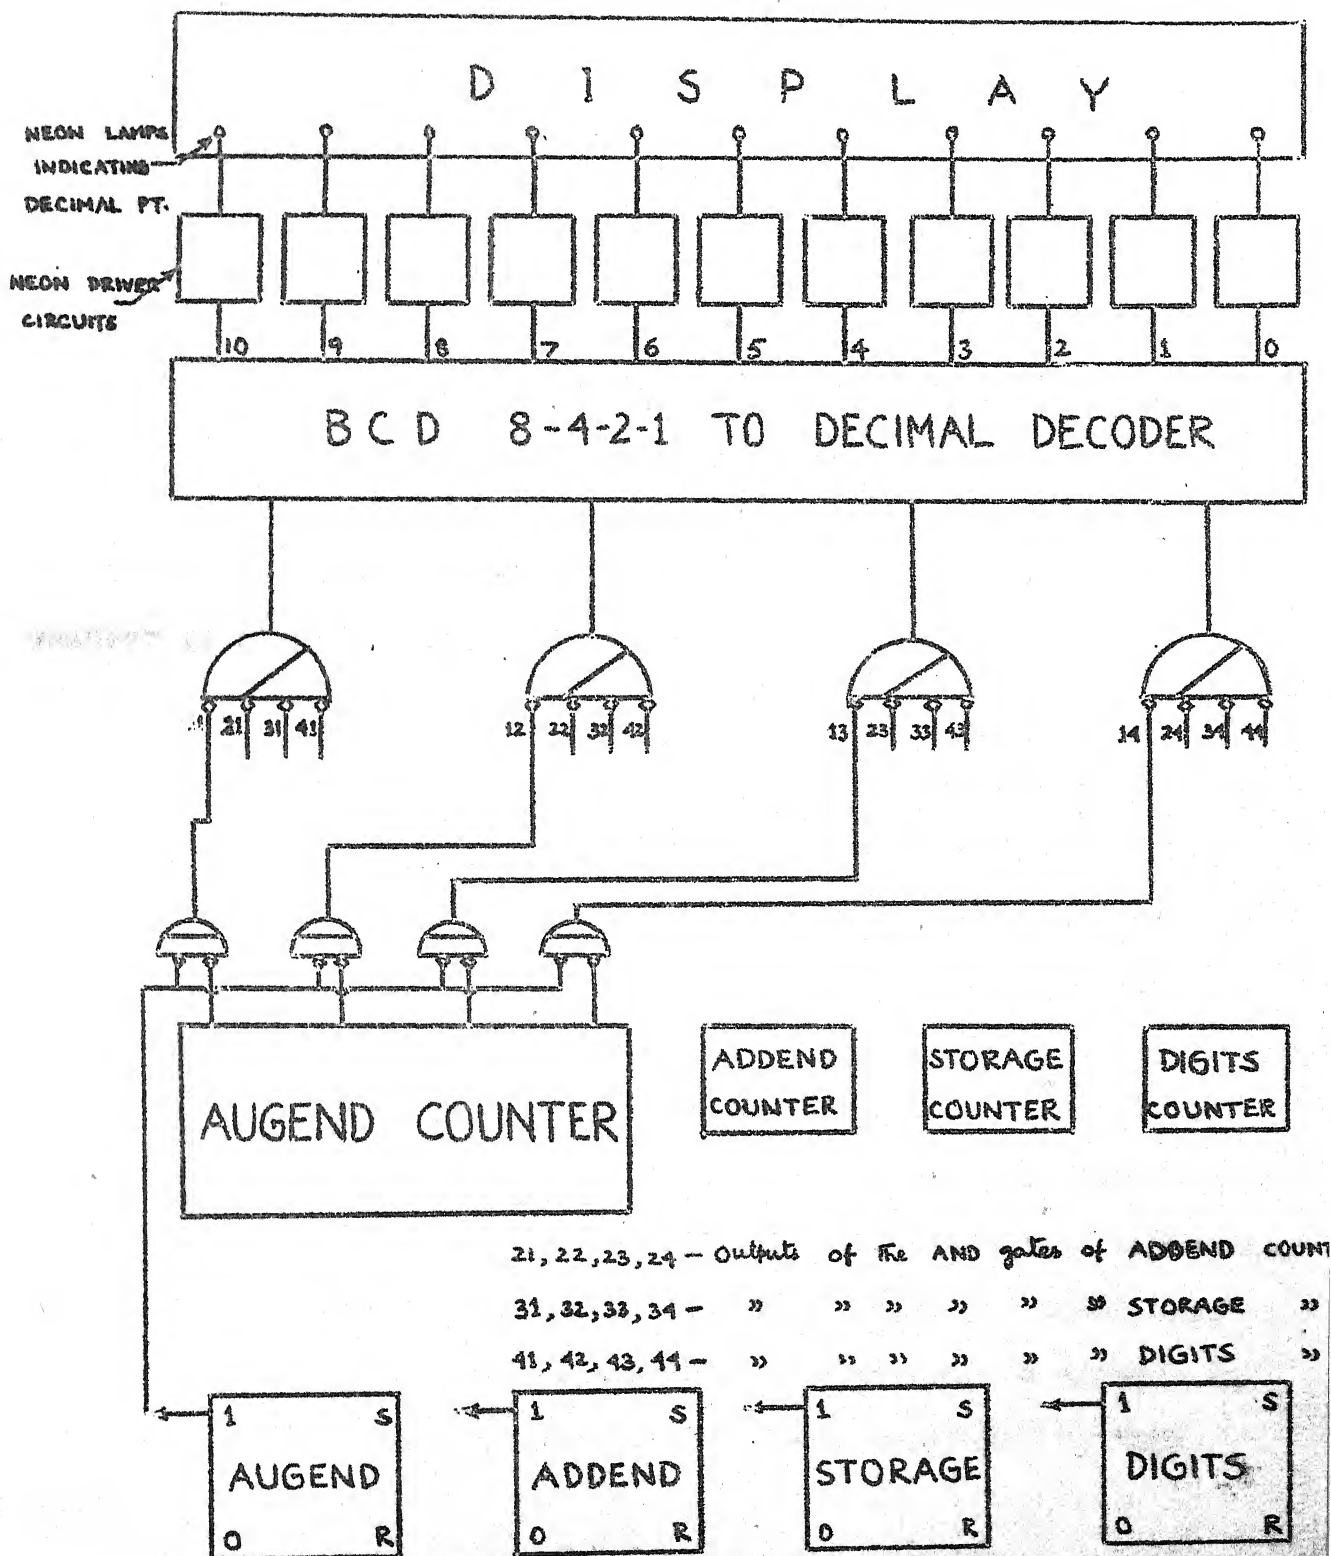 D I S P L A Y
NEON LAMPS
INDICATING
DECIMAL PT.
NEON DRIVER
CIRCUITS
10 9 8 7 6 5 4 3 2 1 0
BCD 8-4-2-1 TO DECIMAL DECODER
21 31 41 12 22 32 42 13 23 33 43 14 24 34 44
AUGEND COUNTER
ADDEND
COUNTER
STORAGE
COUNTER
DIGITS
COUNTER
21, 22, 23, 24 — Outputs of the AND gates of ADDEND
31, 32, 33, 34 — " " " " " " STORAGE "
41, 42, 43, 44 — " " " " " " DIGITS "
1 S
AUGEND
0 R
1 S
ADDEND
0 R
1 S
STORAGE
0 R
1 S
DIGITS
0 R